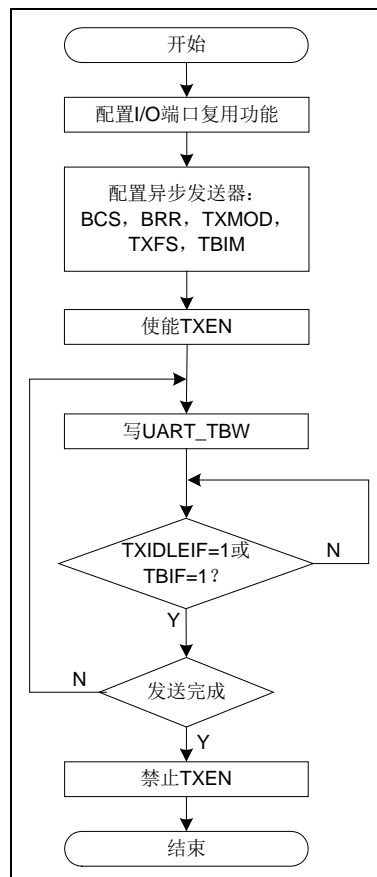 开始
配置I/O端口复用功能
配置异步发送器：
BCS，BRR，TXMOD，
TXFS，TBIM
使能TXEN
写UART_TBW
TXIDLEIF=1或
TBIF=1？
N
Y
发送完成
N
Y
禁止TXEN
结束